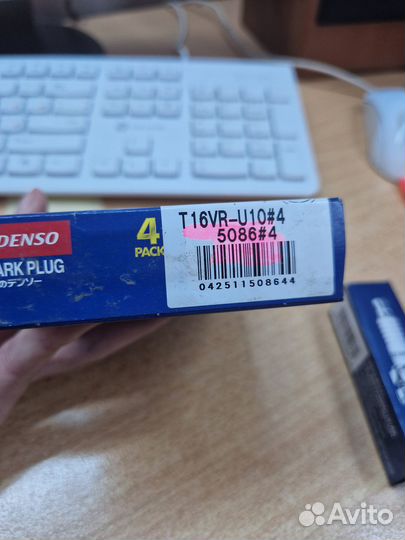 DENSO
4
PACK
ARK PLUG
のデンソー
T16VR-U10#4
5086#4
042511508644
Avito